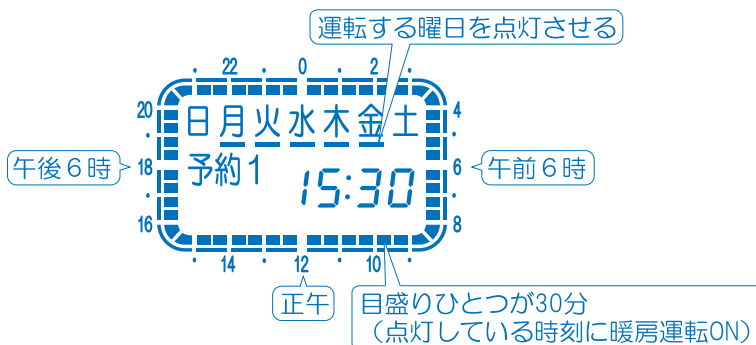 運転する曜日を点灯させる
22 0 2
20 4
日月火水木金土
午後6時 18 6 午前6時
予約1
15:30
16 8
14 12 10
正午
目盛りひとつが30分
(点灯している時刻に暖房運転ON)